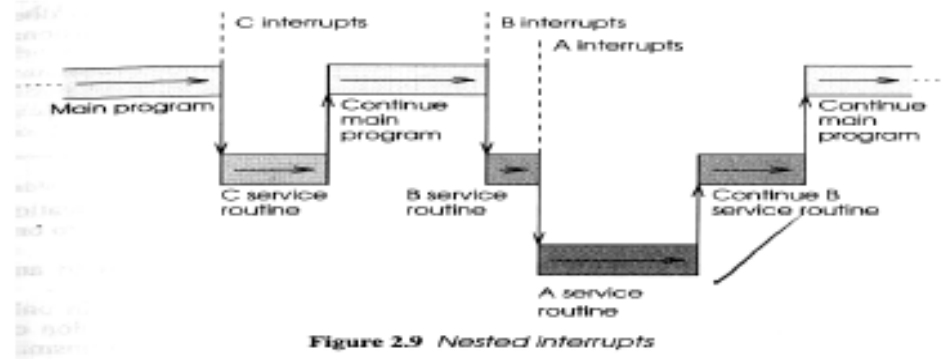 C interrupts
B interrupts
A interrupts
Main program
Continue
main
program
Continue
main
program
C service
routine
B service
routine
Continue B
service routine
A service
routine
Figure 2.9 Nested interrupts